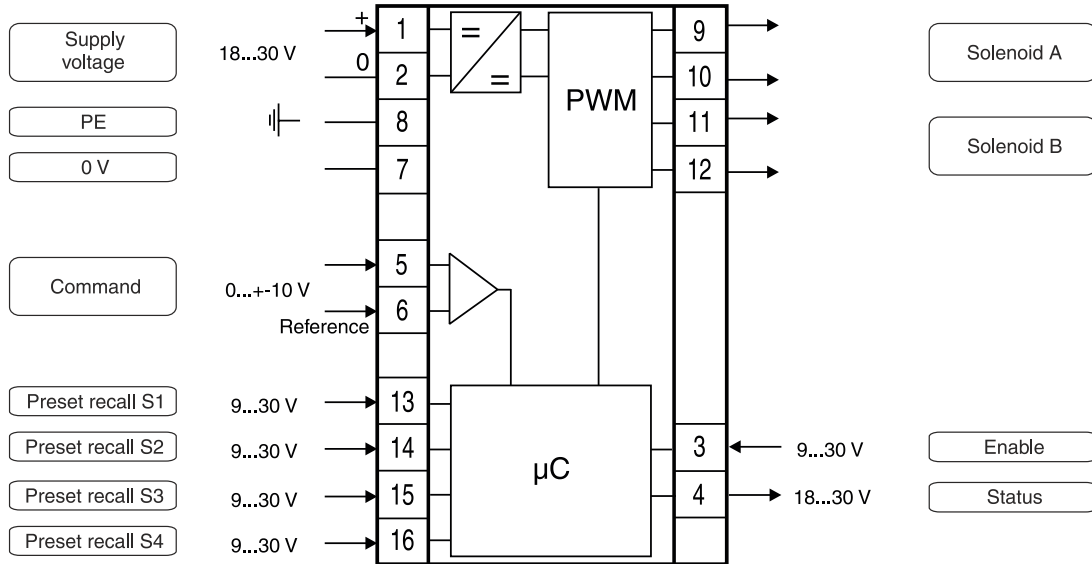 Supply
voltage
18...30 V
+
0
1
2
=
=
PWM
9
10
11
12
Solenoid A
Solenoid B
PE
8
0 V
7
Command
0...+-10 V
Reference
5
6
Preset recall S1
9...30 V
13
Preset recall S2
9...30 V
14
Preset recall S3
9...30 V
15
Preset recall S4
9...30 V
16
µC
3
9...30 V
Enable
4
18...30 V
Status